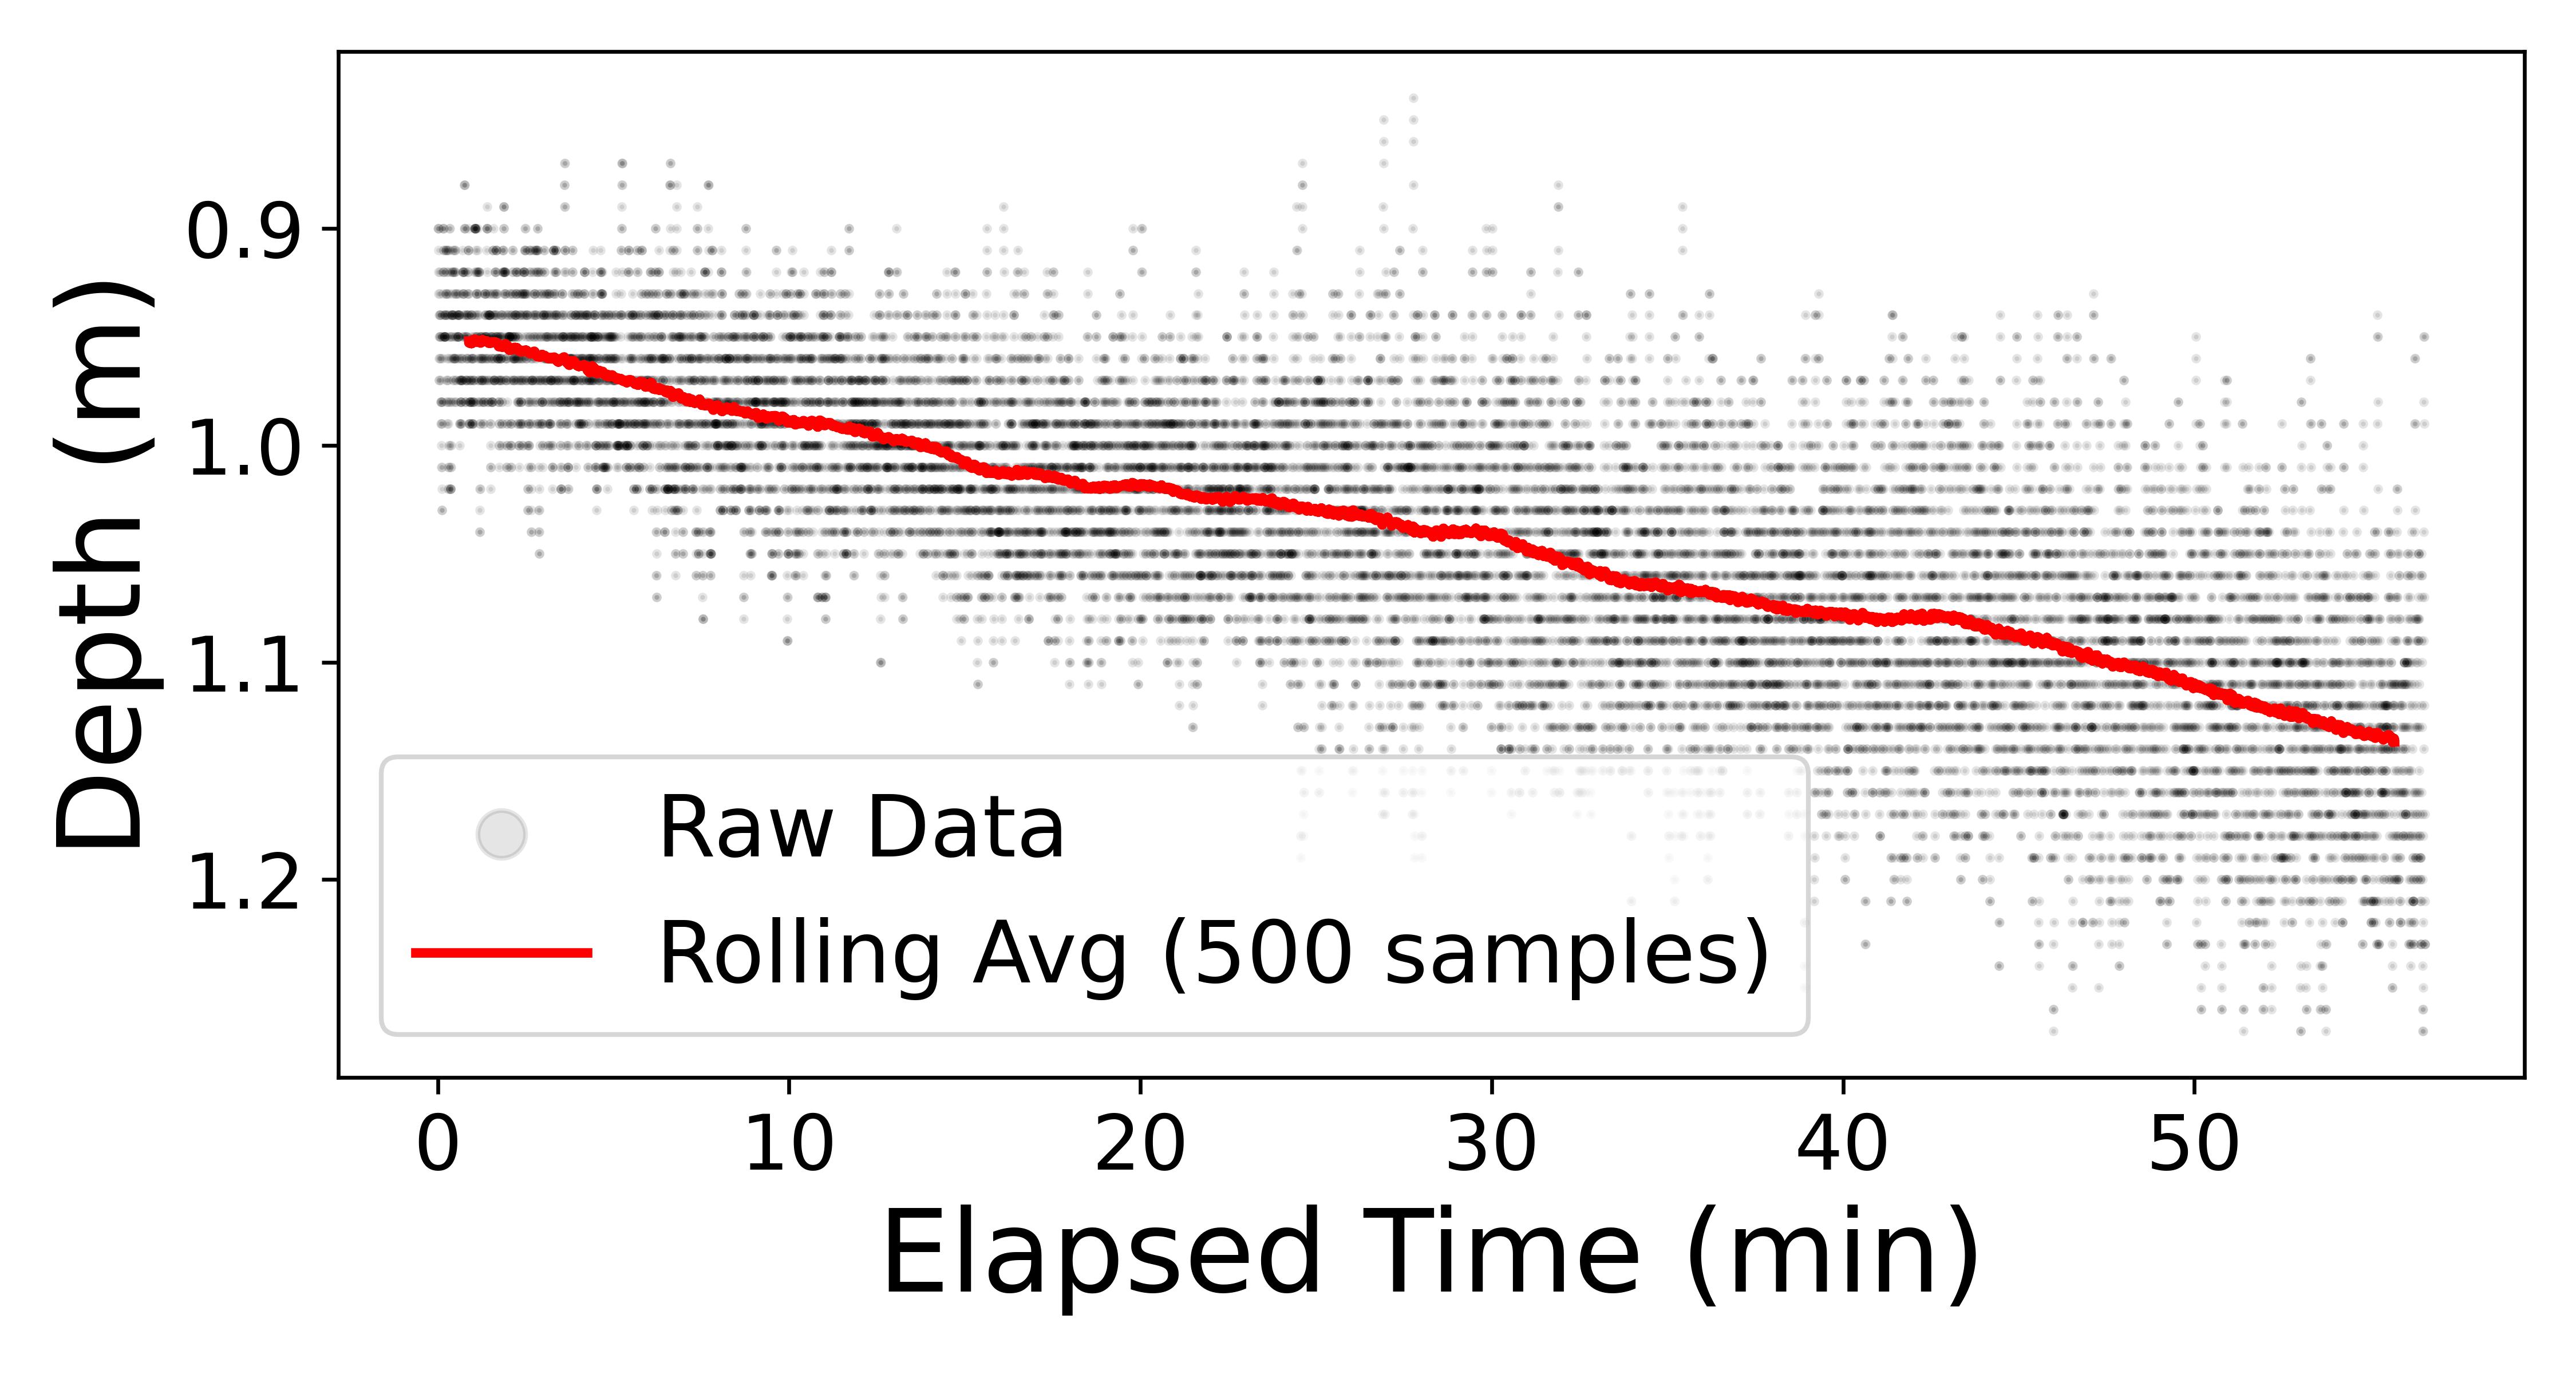 Depth (m)
0.9
1.0
1.1
1.2
Raw Data
Rolling Avg (500 samples)
0 10 20 30 40 50
Elapsed Time (min)